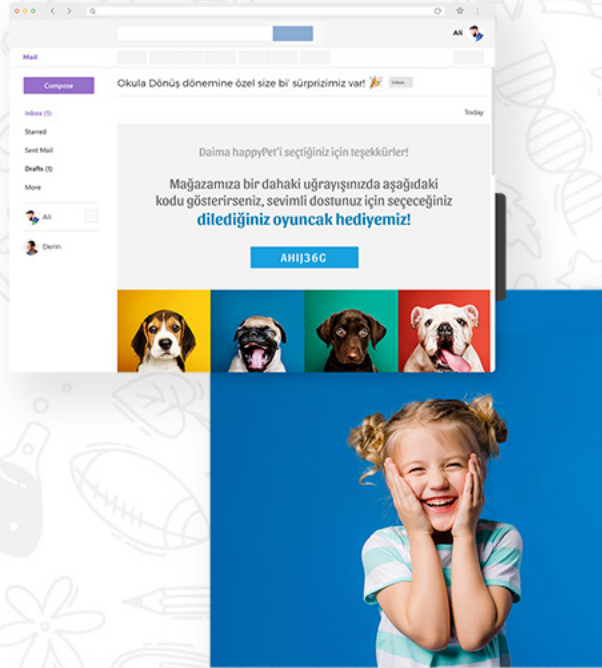 Ali
Mail
Compose
Okula Dönüş dönemine özel size bi' sürprizimiz var! 🎉
Inbox
Inbox (1)
Today
Starred
Sent Mail
Drafts (1)
More
Ali
Derin
Daima happyPet'i seçtiğiniz için teşekkürler!
Mağazamıza bir dahaki uğrayışınızda aşağıdaki
kodu gösterirseniz, sevimli dostunuz için seçeceğiniz
dilediğiniz oyuncak hediyemiz!
AHIJ36G